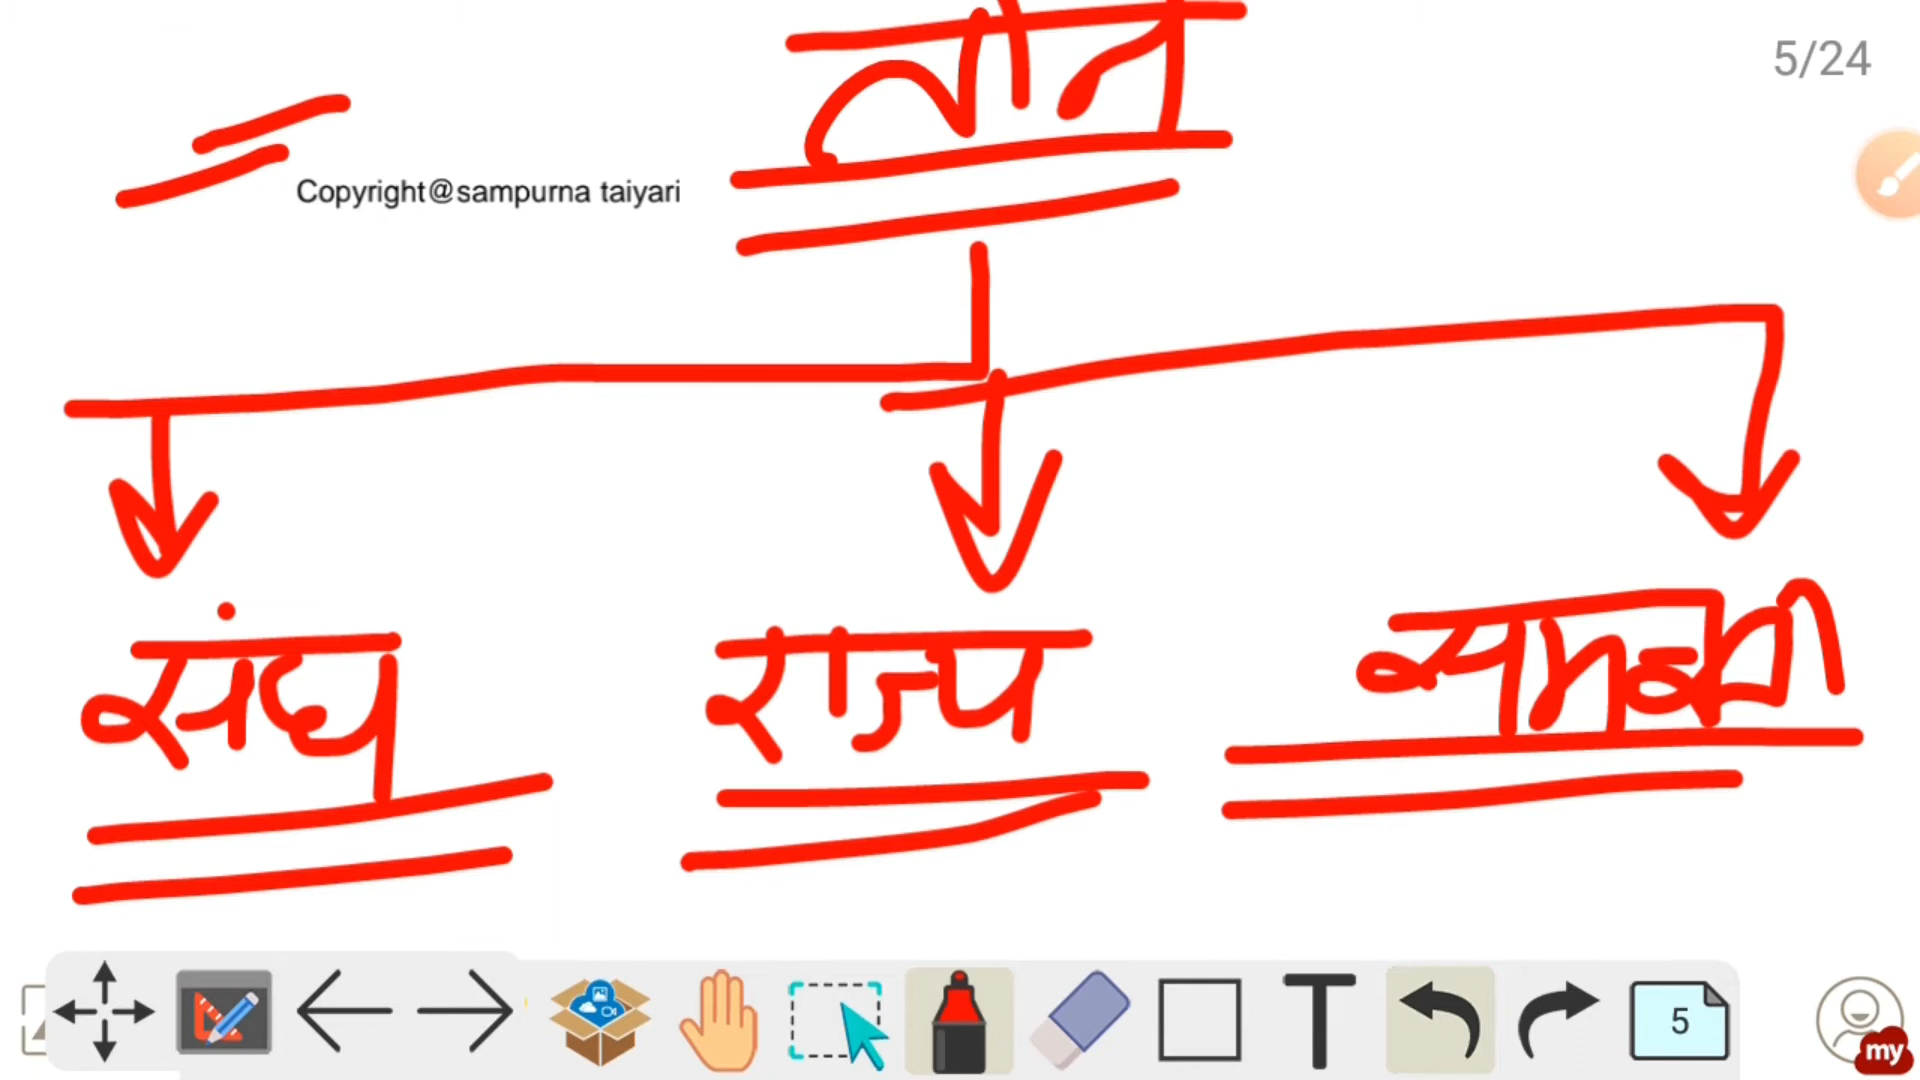 तीन
5/24
Copyright@sampurna taiyari
संघ राज्य समवर्ती
5
my